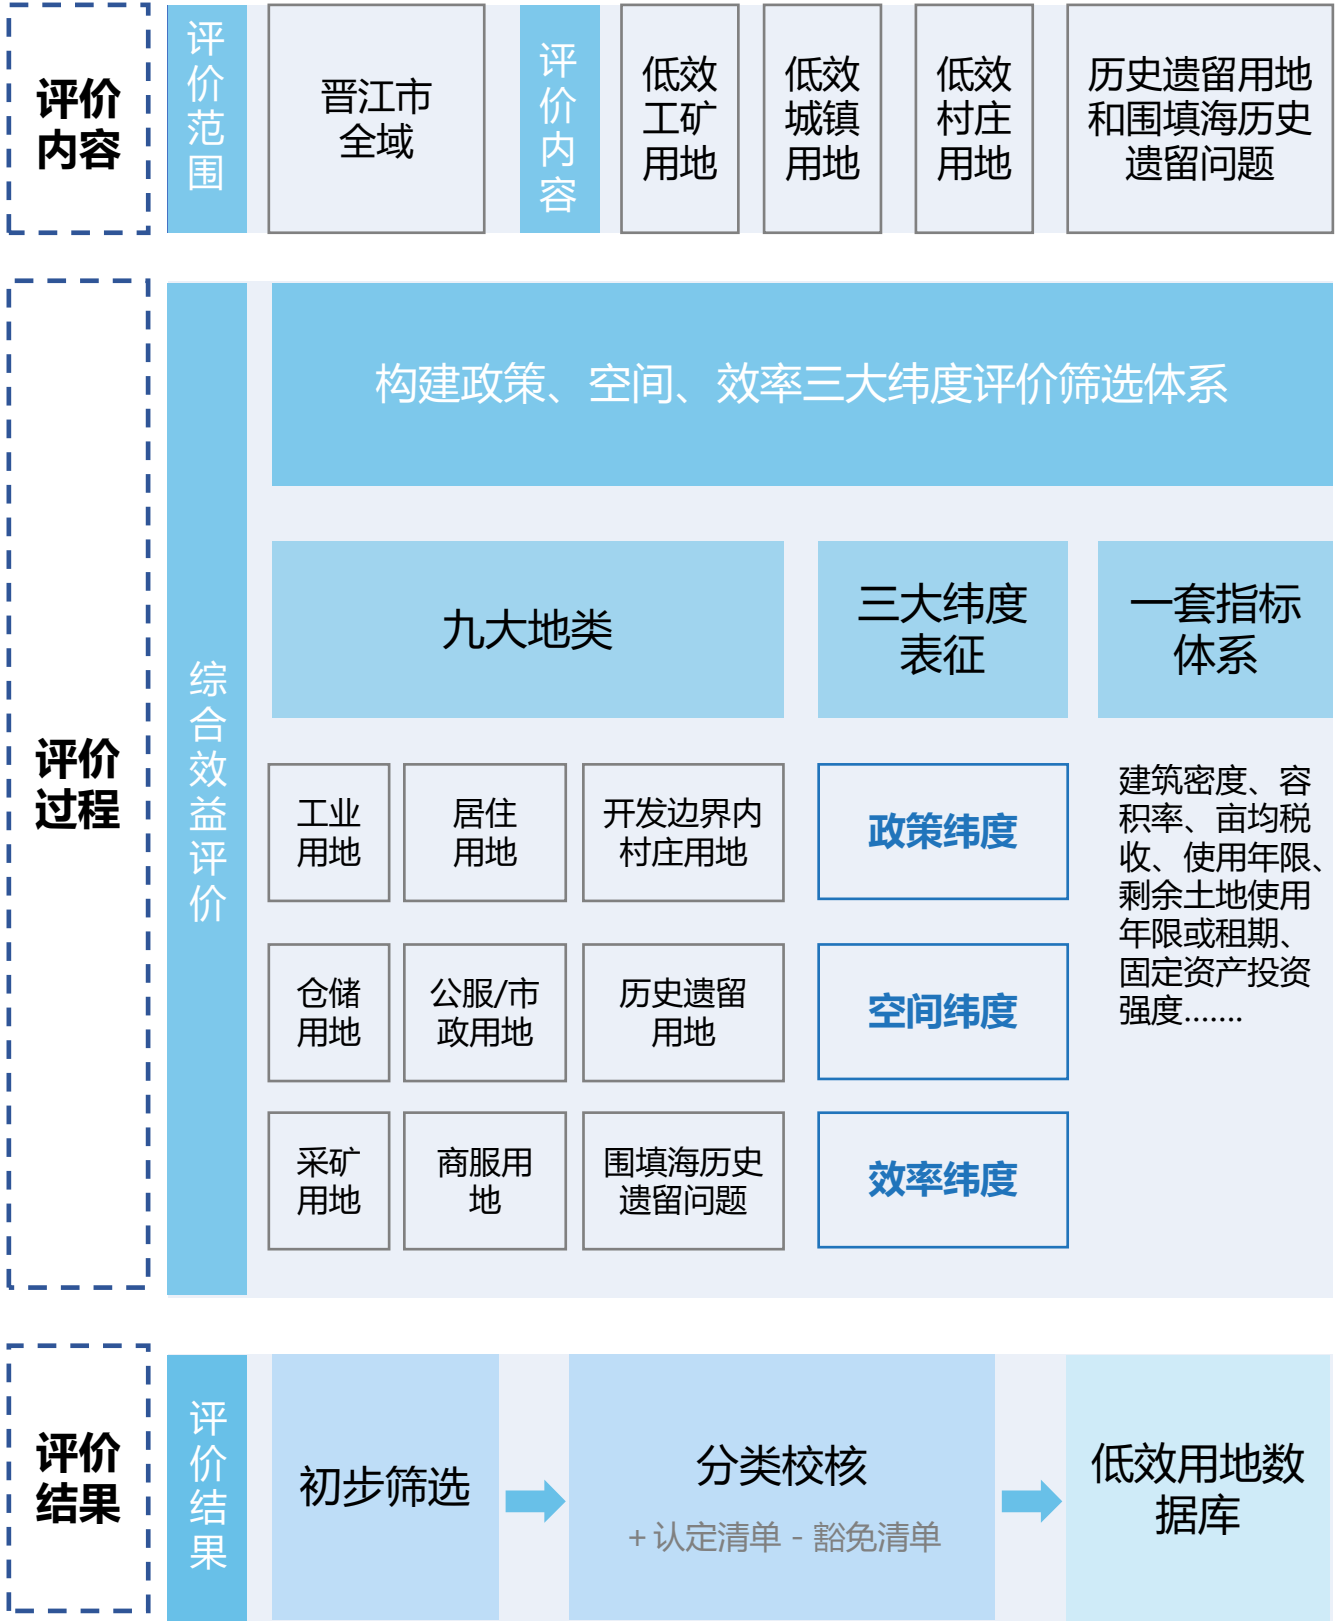 评价
内容
评价范围
晋江市
全域
评价内容
低效
工矿
用地
低效
城镇
用地
低效
村庄
用地
历史遗留用地
和围填海历史
遗留问题
评价
过程
综合效益评价
构建政策、空间、效率三大纬度评价筛选体系
九大地类
三大纬度
表征
一套指标
体系
工业
用地
居住
用地
开发边界内
村庄用地
政策纬度
建筑密度、容
积率、亩均税
收、使用年限、
剩余土地使用
年限或租期、
固定资产投资
强度.......
仓储
用地
公服/市
政用地
历史遗留
用地
空间纬度
采矿
用地
商服用
地
围填海历史
遗留问题
效率纬度
评价
结果
评价结果
初步筛选
分类校核
+认定清单 - 豁免清单
低效用地数
据库